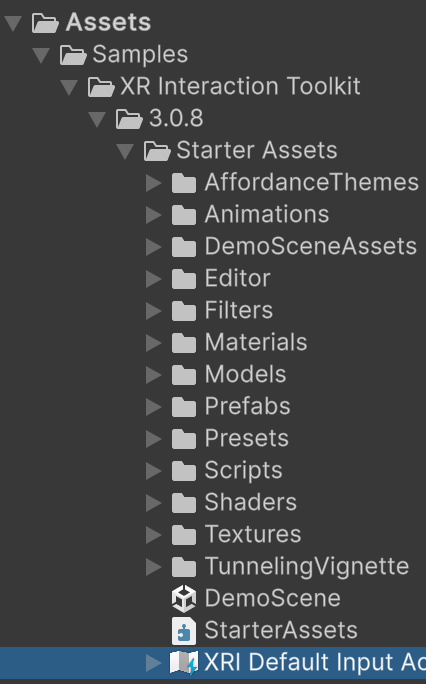 Assets
Samples
XR Interaction Toolkit
3.0.8
Starter Assets
AffordanceThemes
Animations
DemoSceneAssets
Editor
Filters
Materials
Models
Prefabs
Presets
Scripts
Shaders
Textures
TunnelingVignette
DemoScene
StarterAssets
XRI Default Input Ac